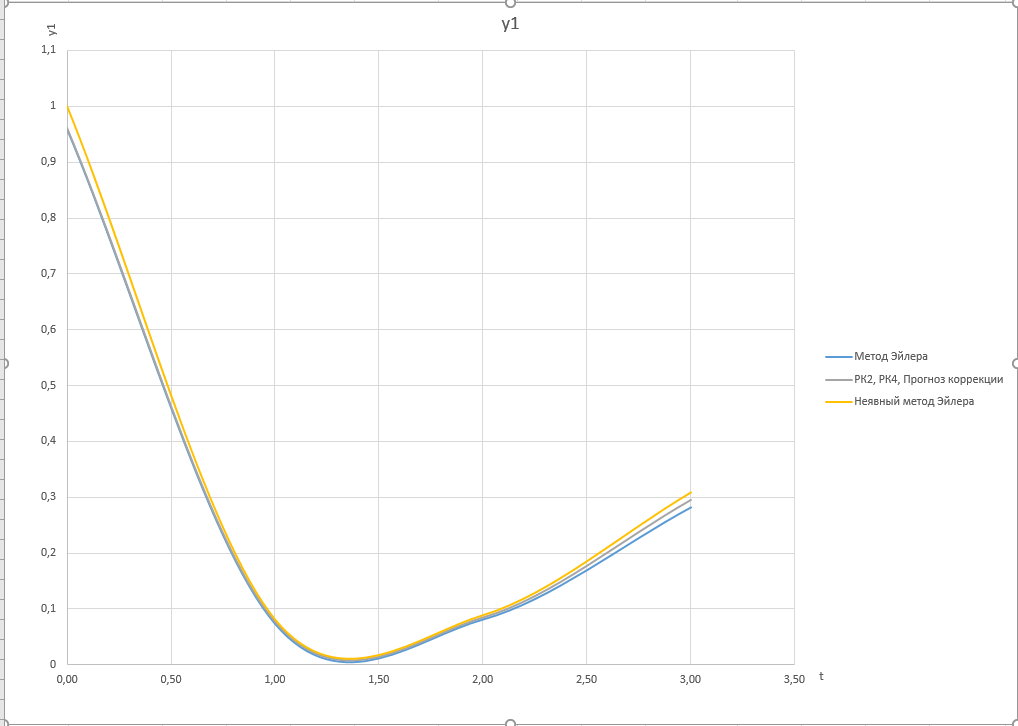 y1
y1
1,1
1
0,9
0,8
0,7
0,6
0,5
0,4
0,3
0,2
0,1
0
0,00 0,50 1,00 1,50 2,00 2,50 3,00 3,50 t
Метод Эйлера
РК2, РК4, Прогноз коррекции
Неявный метод Эйлера